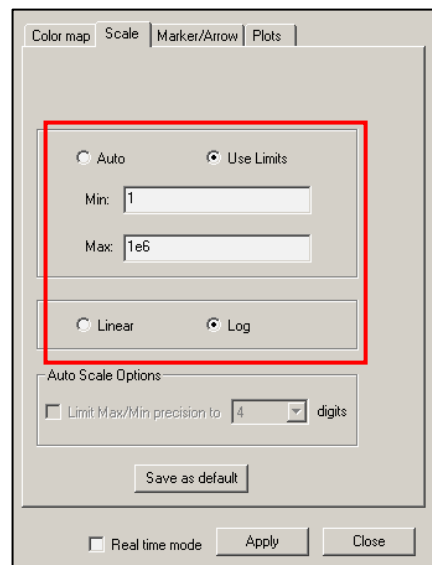 Color map Scale Marker/Arrow Plots
Auto Use Limits
Min: 1
Max: 1e6
Linear Log
Auto Scale Options
Limit Max/Min precision to 4 digits
Save as default
Real time mode Apply Close